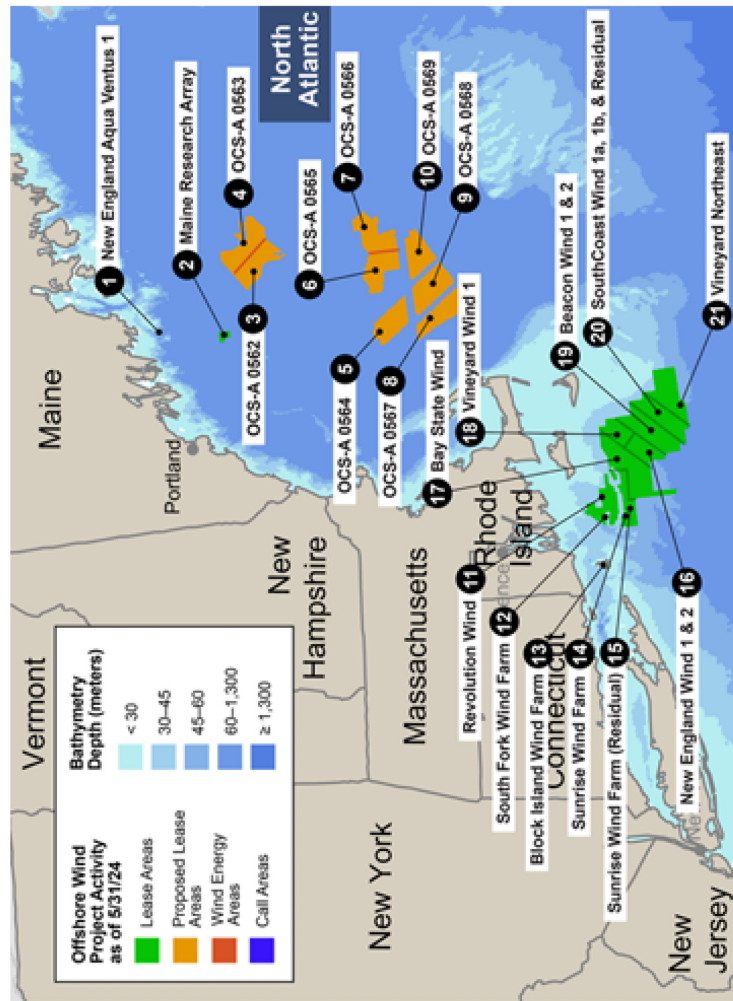 Maine
Vermont
New
Hampshire
Massachusetts
Rhode
Island
Connecticut
New York
New
Jersey
Portland
North
Atlantic
Offshore Wind
Project Activity
as of 5/31/24
Lease Areas
Proposed Lease
Areas
Wind Energy
Areas
Call Areas
Bathymetry
Depth (meters)
< 30
30–45
45–60
60–1,300
≥ 1,300
1 New England Aqua Ventus 1
2 Maine Research Array
3 OCS-A 0562
4 OCS-A 0563
5 OCS-A 0564
6 OCS-A 0565
7 OCS-A 0566
8 OCS-A 0567
9 OCS-A 0568
10 OCS-A 0569
Revolution Wind 11
South Fork Wind Farm 12
Block Island Wind Farm 13
Sunrise Wind Farm 14
Sunrise Wind Farm (Residual) 15
New England Wind 1 & 2 16
17 Bay State Wind
18 Vineyard Wind 1
19 Beacon Wind 1 & 2
20 SouthCoast Wind 1a, 1b, & Residual
21 Vineyard Northeast